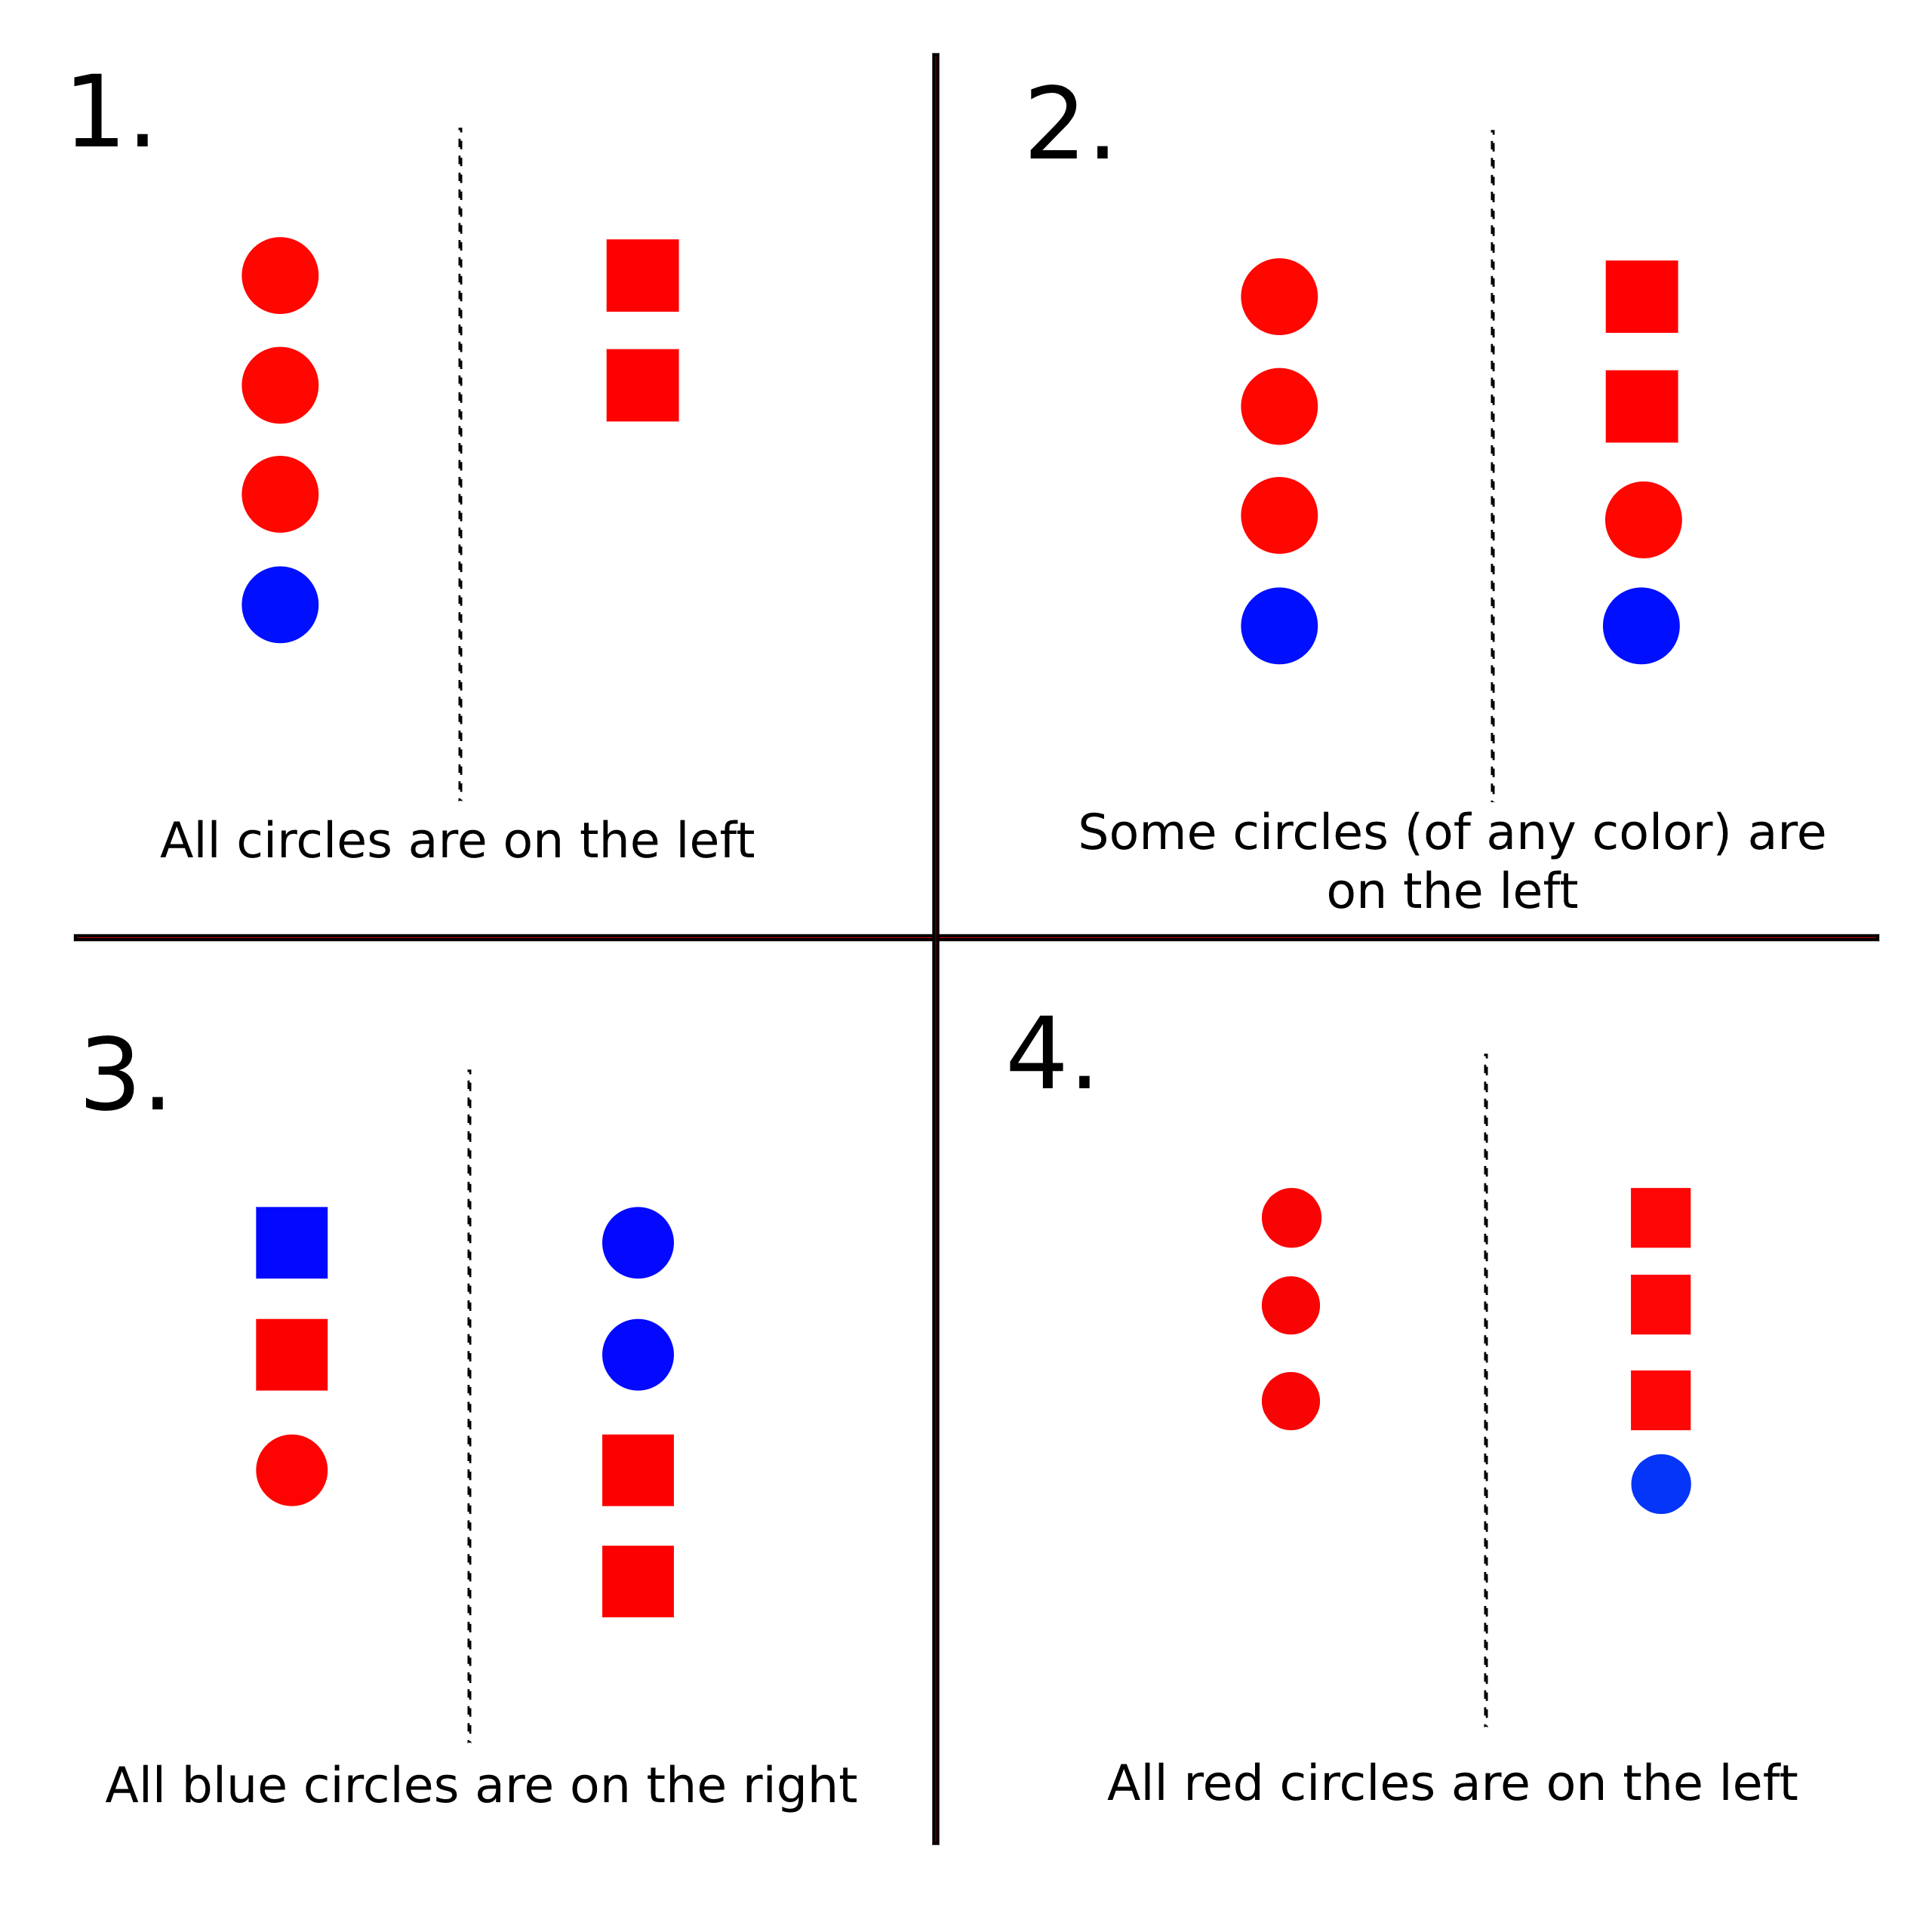 1.
2.
All circles are on the left
Some circles (of any color) are
on the left
3.
4.
All blue circles are on the right
All red circles are on the left